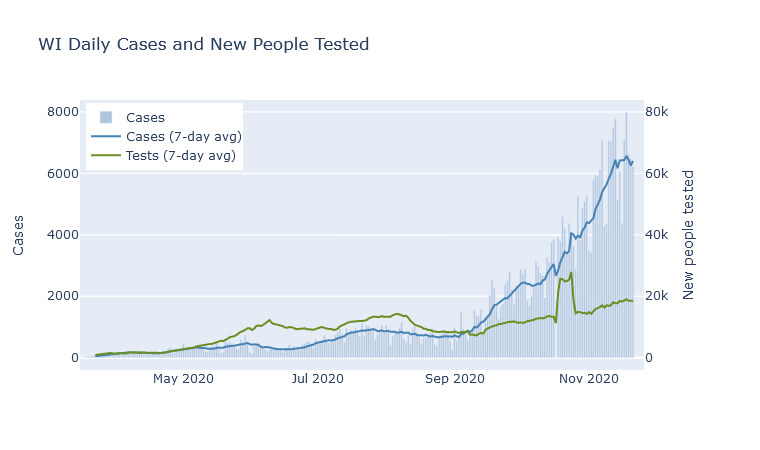 WI Daily Cases and New People Tested
Cases
Cases (7-day avg)
Tests (7-day avg)
8000
6000
4000
2000
0
Cases
80k
60k
40k
20k
0
New people tested
May 2020
Jul 2020
Sep 2020
Nov 2020